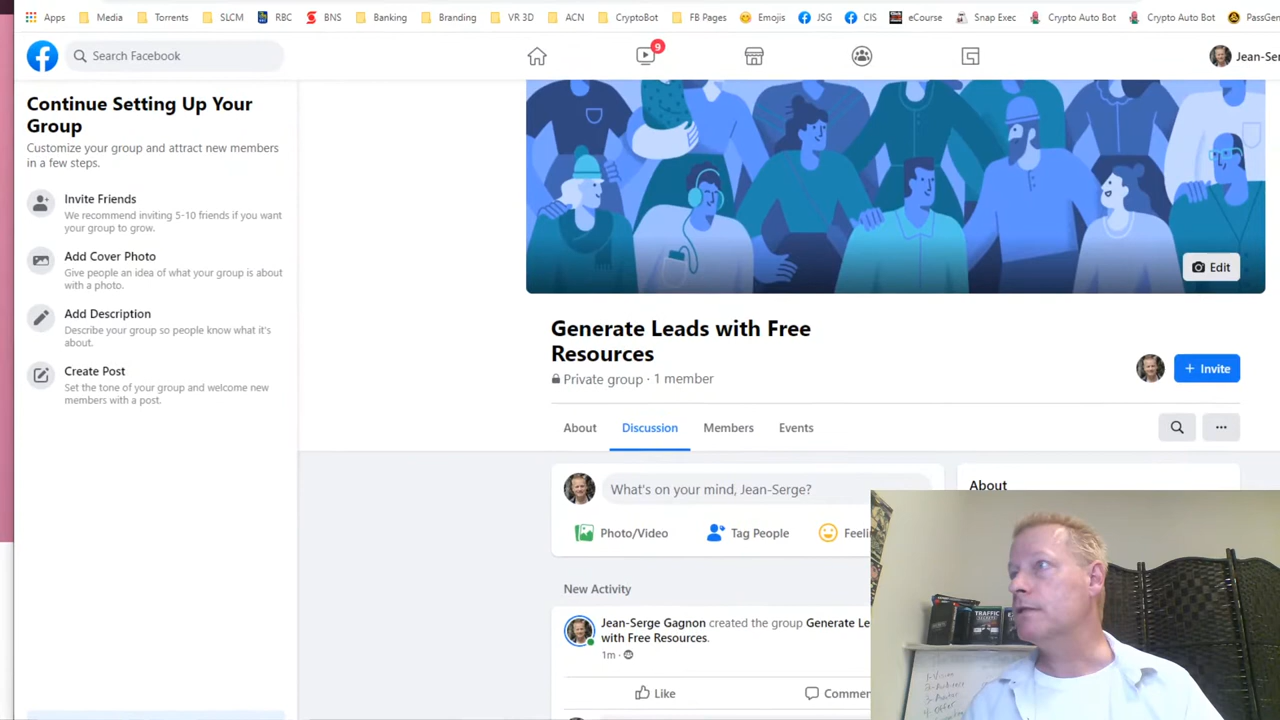 Apps Media Torrents SLCM RBC BNS Banking Branding VR 3D ACN CryptoBot FB Pages Emojis JSG CIS eCourse Snap Exec Crypto Auto Bot Crypto Auto Bot PassGen
Search Facebook
9
Jean-Ser
Continue Setting Up Your
Group
Customize your group and attract new members
in a few steps.
Invite Friends
We recommend inviting 5-10 friends if you want
your group to grow.
Add Cover Photo
Give people an idea of what your group is about
with a photo.
Add Description
Describe your group so people know what it's
about.
Create Post
Set the tone of your group and welcome new
members with a post.
Edit
Generate Leads with Free
Resources
Private group · 1 member
+ Invite
About Discussion Members Events
What's on your mind, Jean-Serge?
Photo/Video Tag People Feeli
About
New Activity
Jean-Serge Gagnon created the group Generate Le
with Free Resources.
1m ·
Like Commen
TRAFFIC